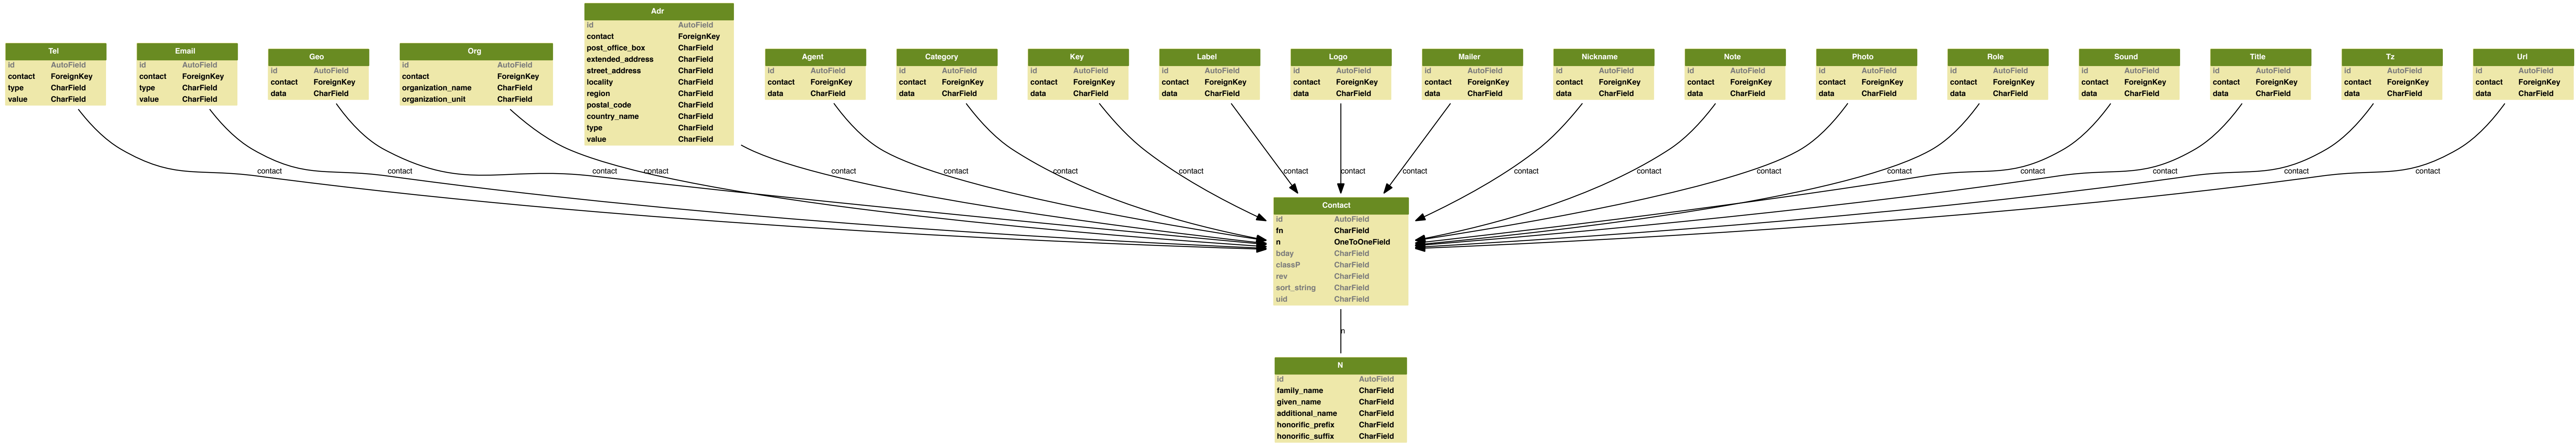 Tel
id AutoField
contact ForeignKey
type CharField
value CharField
Email
id AutoField
contact ForeignKey
type CharField
value CharField
Geo
id AutoField
contact ForeignKey
data CharField
Org
id AutoField
contact ForeignKey
organization_name CharField
organization_unit CharField
Adr
id AutoField
contact ForeignKey
post_office_box CharField
extended_address CharField
street_address CharField
locality CharField
region CharField
postal_code CharField
country_name CharField
type CharField
value CharField
Agent
id AutoField
contact ForeignKey
data CharField
Category
id AutoField
contact ForeignKey
data CharField
Key
id AutoField
contact ForeignKey
data CharField
Label
id AutoField
contact ForeignKey
data CharField
Logo
id AutoField
contact ForeignKey
data CharField
Mailer
id AutoField
contact ForeignKey
data CharField
Nickname
id AutoField
contact ForeignKey
data CharField
Note
id AutoField
contact ForeignKey
data CharField
Photo
id AutoField
contact ForeignKey
data CharField
Role
id AutoField
contact ForeignKey
data CharField
Sound
id AutoField
contact ForeignKey
data CharField
Title
id AutoField
contact ForeignKey
data CharField
Tz
id AutoField
contact ForeignKey
data CharField
Url
id AutoField
contact ForeignKey
data CharField
contact contact contact contact contact contact contact contact contact contact contact contact contact contact contact contact contact contact contact
Contact
id AutoField
fn CharField
n OneToOneField
bday CharField
classP CharField
rev CharField
sort_string CharField
uid CharField
n
N
id AutoField
family_name CharField
given_name CharField
additional_name CharField
honorific_prefix CharField
honorific_suffix CharField